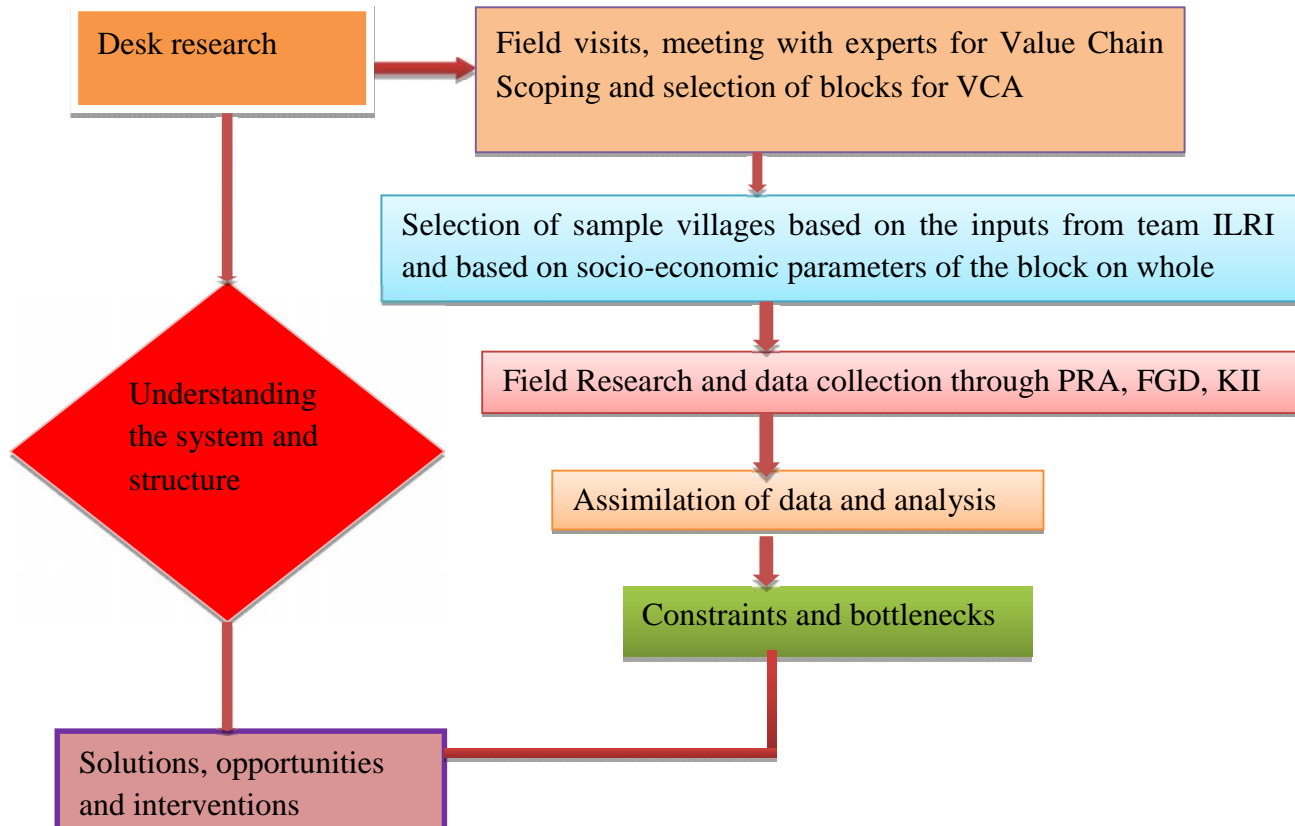 Desk research
Field visits, meeting with experts for Value Chain
Scoping and selection of blocks for VCA
Selection of sample villages based on the inputs from team ILRI
and based on socio-economic parameters of the block on whole
Field Research and data collection through PRA, FGD, KII
Understanding
the system and
structure
Assimilation of data and analysis
Constraints and bottlenecks
Solutions, opportunities
and interventions